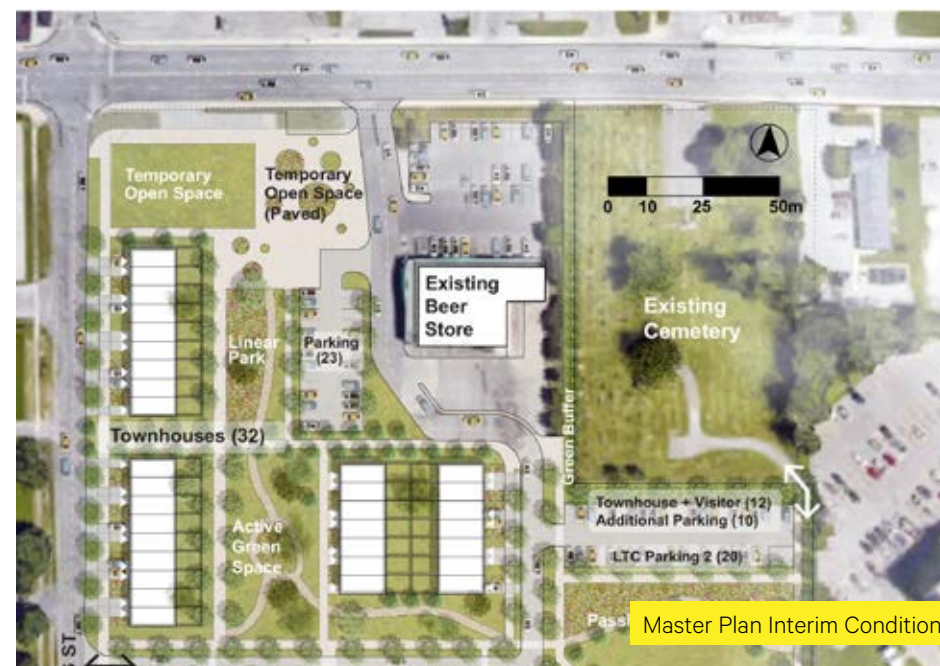 Temporary
Open Space
Temporary
Open Space
(Paved)
0 10 25 50m
Existing
Beer
Store
Existing
Cemetery
Linear
Park
Parking
(23)
Green Buffer
Townhouses (32)
Townhouse + Visitor (12)
Additional Parking (10)
Active
Green
Space
LTC Parking 2 (20)
Master Plan Interim Condition
ST.